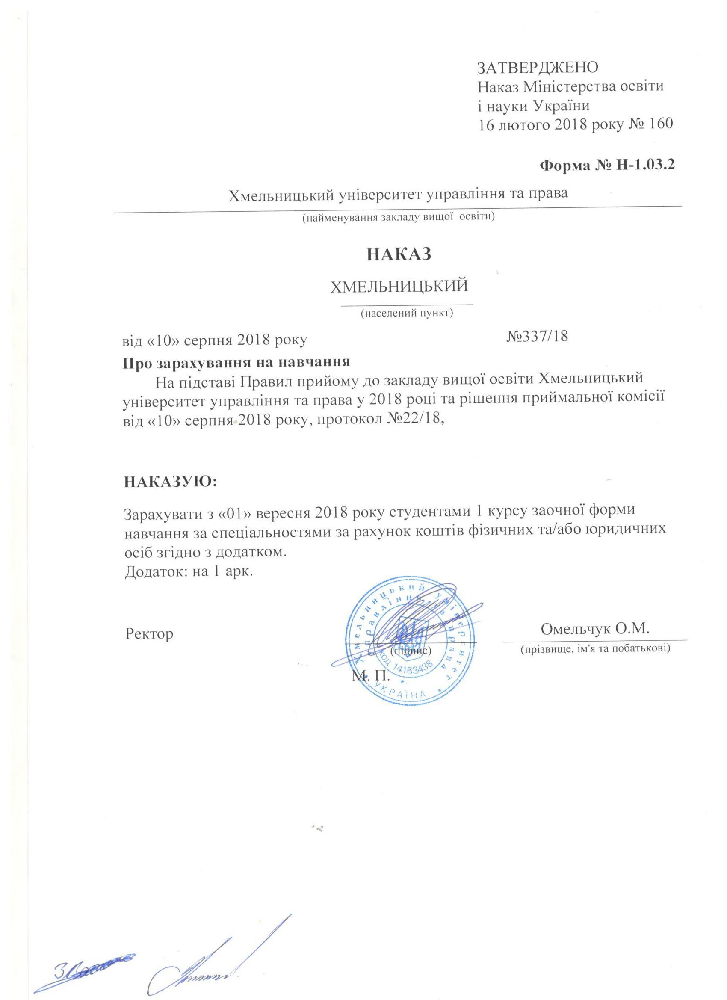 ЗАТВЕРДЖЕНО
Наказ Міністерства освіти
і науки України
16 лютого 2018 року № 160
Форма № Н-1.03.2
Хмельницький університет управління та права
(найменування закладу вищої освіти)
НАКАЗ
ХМЕЛЬНИЦЬКИЙ
(населений пункт)
від «10» серпня 2018 року №337/18
Про зарахування на навчання
На підставі Правил прийому до закладу вищої освіти Хмельницький
університет управління та права у 2018 році та рішення приймальної комісії
від «10» серпня 2018 року, протокол №22/18,
НАКАЗУЮ:
Зарахувати з «01» вересня 2018 року студентами 1 курсу заочної форми
навчання за спеціальностями за рахунок коштів фізичних та/або юридичних
осіб згідно з додатком.
Додаток: на 1 арк.
Ректор
Омельчук О.М.
(підпис)
(прізвище, ім'я та побатькові)
М. П.
Хмельницький університет
управління та права
код 14163438
* УКРАЇНА *